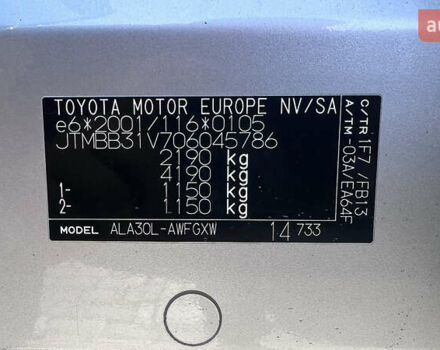 TOYOTA MOTOR EUROPE NV/SA
e6*2001/116*0105
JTMBB31V706045786
2190 kg
4190 kg
1- 1150 kg
2- 1150 kg
MODEL ALA30L-AWFGXW 14 733
C/TR 1F7 /FB13
A/TM -03A/EA64F
au